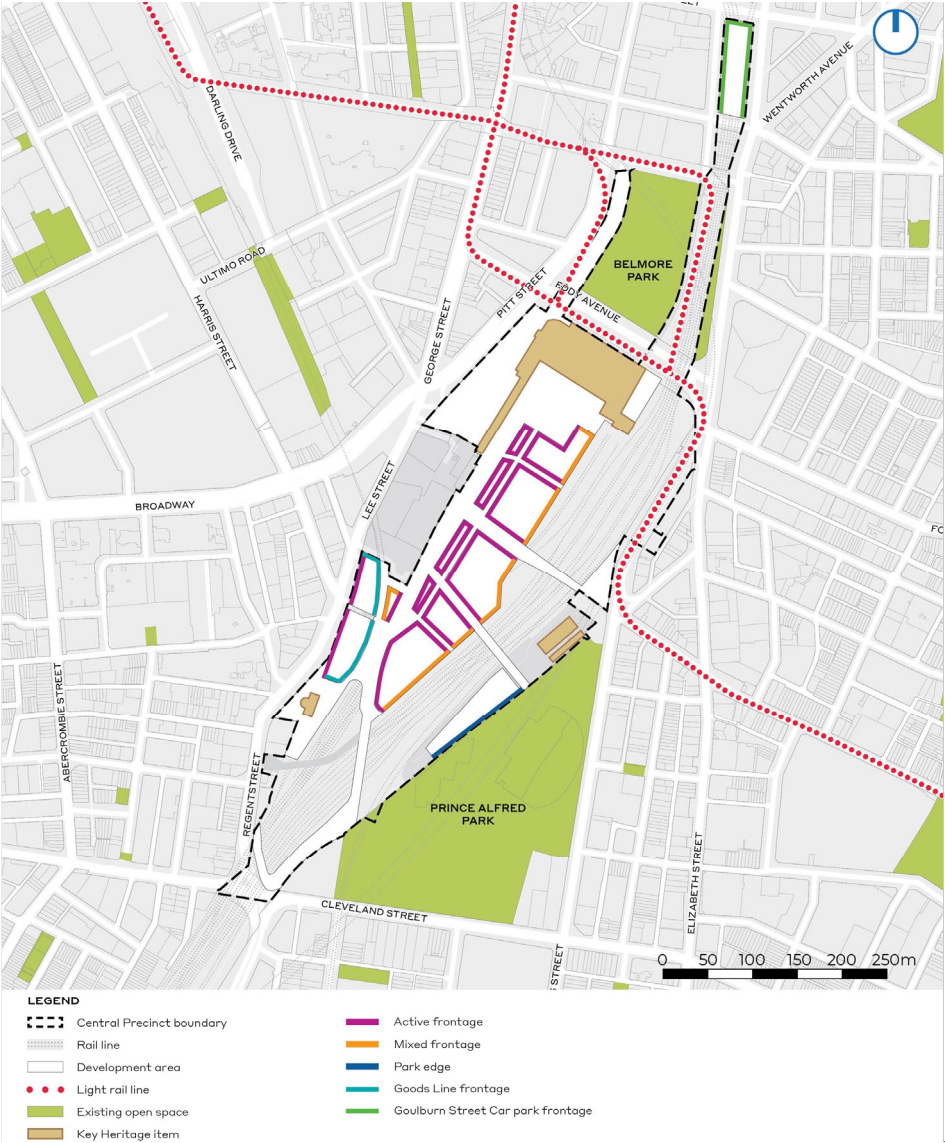 WENTWORTH AVENUE
DARLING DRIVE
BELMORE
PARK
ULTIMO ROAD
PITT STREET
EDDY AVENUE
HARRIS STREET
GEORGE STREET
LEE STREET
BROADWAY
ABERCROMBIE STREET
REGENT STREET
PRINCE ALFRED
PARK
ELIZABETH STREET
CLEVELAND STREET
0 50 100 150 200 250m
LEGEND
Central Precinct boundary
Rail line
Development area
Light rail line
Existing open space
Key Heritage item
Active frontage
Mixed frontage
Park edge
Goods Line frontage
Goulburn Street Car park frontage